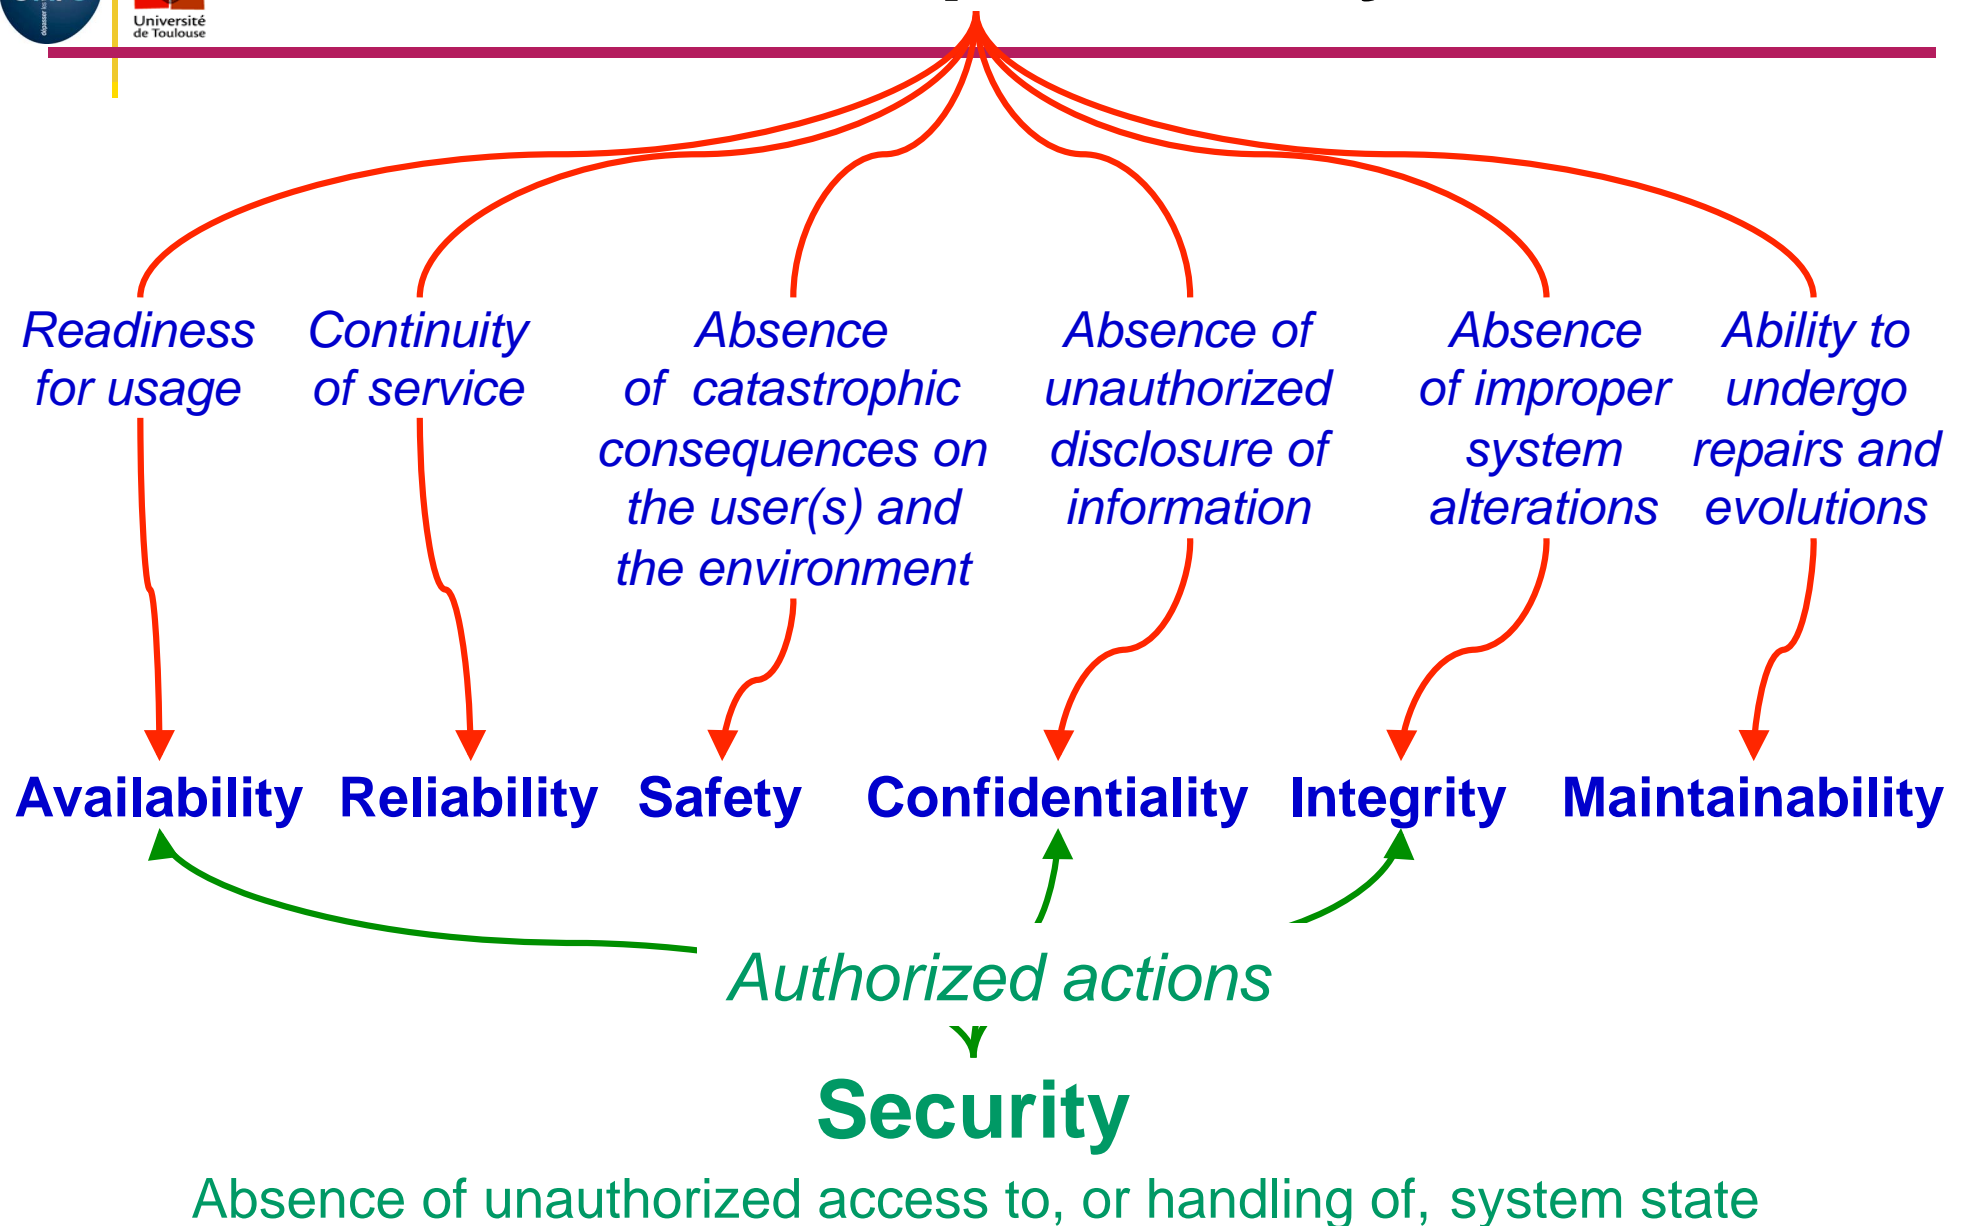 Université
de Toulouse
Readiness
for usage
Continuity
of service
Absence
of catastrophic
consequences on
the user(s) and
the environment
Absence of
unauthorized
disclosure of
information
Absence
of improper
system
alterations
Ability to
undergo
repairs and
evolutions
Availability
Reliability
Safety
Confidentiality
Integrity
Maintainability
Authorized actions
Security
Absence of unauthorized access to, or handling of, system state